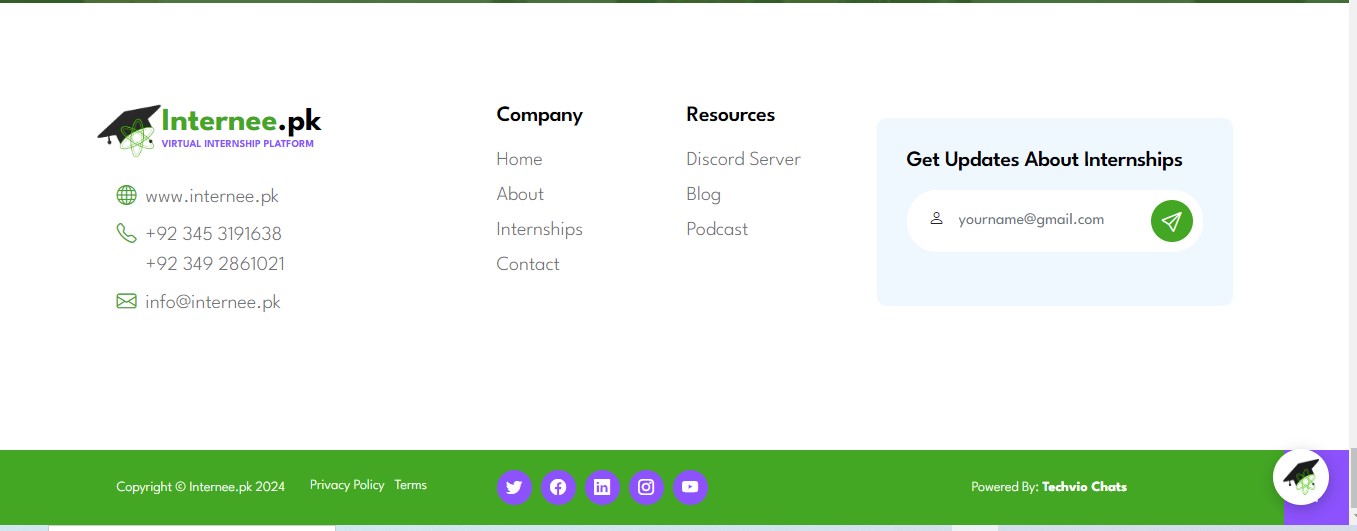 Internee.pk
VIRTUAL INTERNSHIP PLATFORM
www.internee.pk
+92 345 3191638
+92 349 2861021
info@internee.pk
Company
Home
About
Internships
Contact
Resources
Discord Server
Blog
Podcast
Get Updates About Internships
yourname@gmail.com
Copyright © Internee.pk 2024
Privacy Policy
Terms
Powered By: Techvio Chats